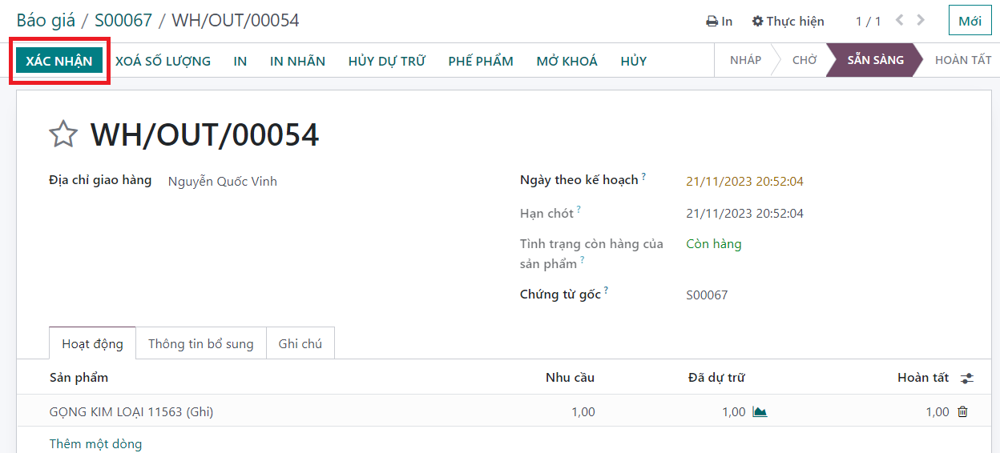 Báo giá / S00067 / WH/OUT/00054
In Thực hiện 1 / 1 Mới
XÁC NHẬN XOÁ SỐ LƯỢNG IN IN NHÃN HỦY DỰ TRỮ PHẾ PHẨM MỞ KHOÁ HỦY NHÁP CHỜ SẴN SÀNG HOÀN TẤT
WH/OUT/00054
Địa chỉ giao hàng Nguyễn Quốc Vinh
Ngày theo kế hoạch ? 21/11/2023 20:52:04
Hạn chót ? 21/11/2023 20:52:04
Tình trạng còn hàng của Còn hàng
sản phẩm ?
Chứng từ gốc ? S00067
Hoạt động Thông tin bổ sung Ghi chú
Sản phẩm Nhu cầu Đã dự trữ Hoàn tất
GỌNG KIM LOẠI 11563 (Ghi) 1,00 1,00 1,00
Thêm một dòng